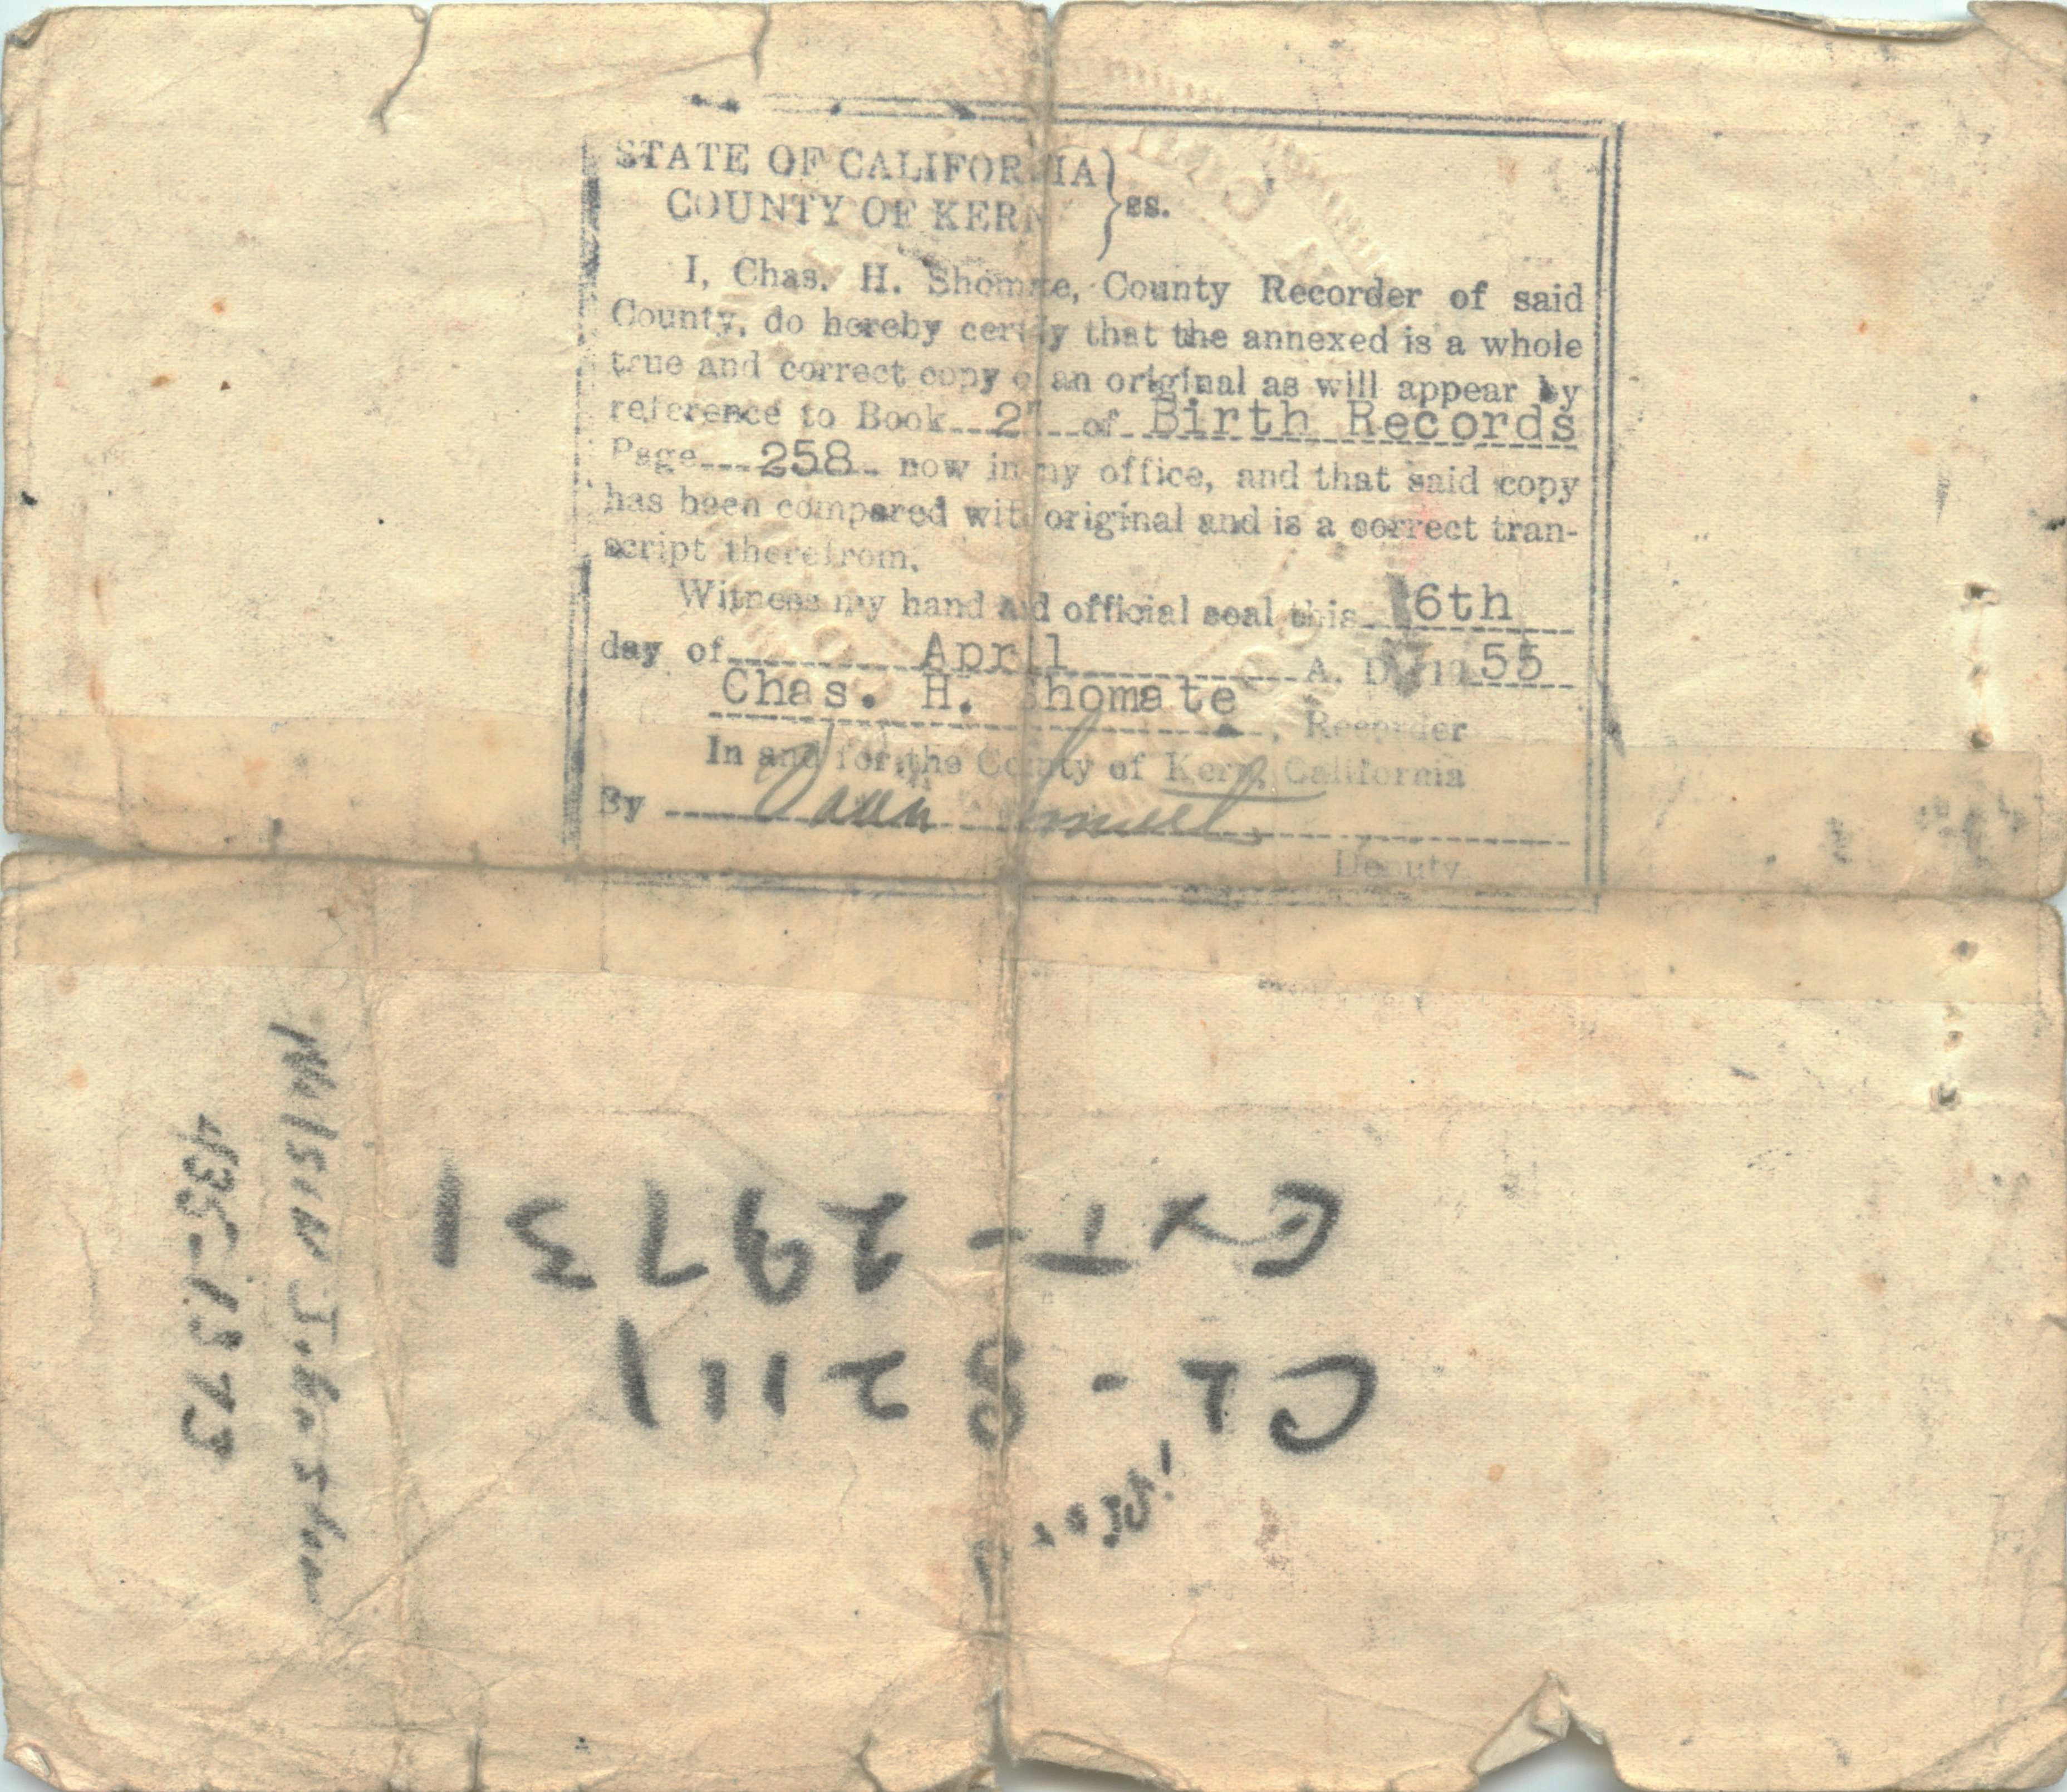 STATE OF CALIFORNIA } ss.
COUNTY OF KERN
I, Chas. H. Shomate, County Recorder of said
County, do hereby certify that the annexed is a whole
true and correct copy of an original as will appear by
reference to Book 27 of Birth Records
Page 258 now in my office, and that said copy
has been compared with original and is a correct tran-
script therefrom.
Witness my hand and official seal this 6th
day of April A. D. 1955
Chas. H. Shomate, Recorder
In and for the County of Kern, California
By
Deputy
CL - 8 2111
EXT - 29731